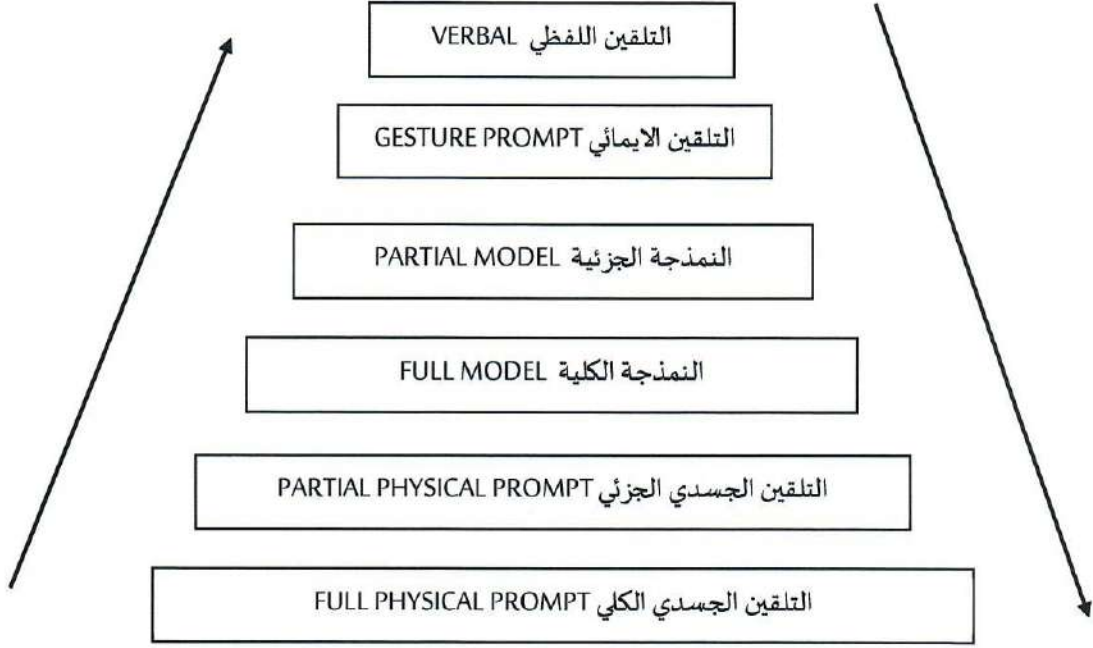 VERBAL التلقين اللفظي
GESTURE PROMPT التلقين الايمائي
PARTIAL MODEL النمذجة الجزئية
FULL MODEL النمذجة الكلية
PARTIAL PHYSICAL PROMPT التلقين الجسدي الجزئي
FULL PHYSICAL PROMPT التلقين الجسدي الكلي